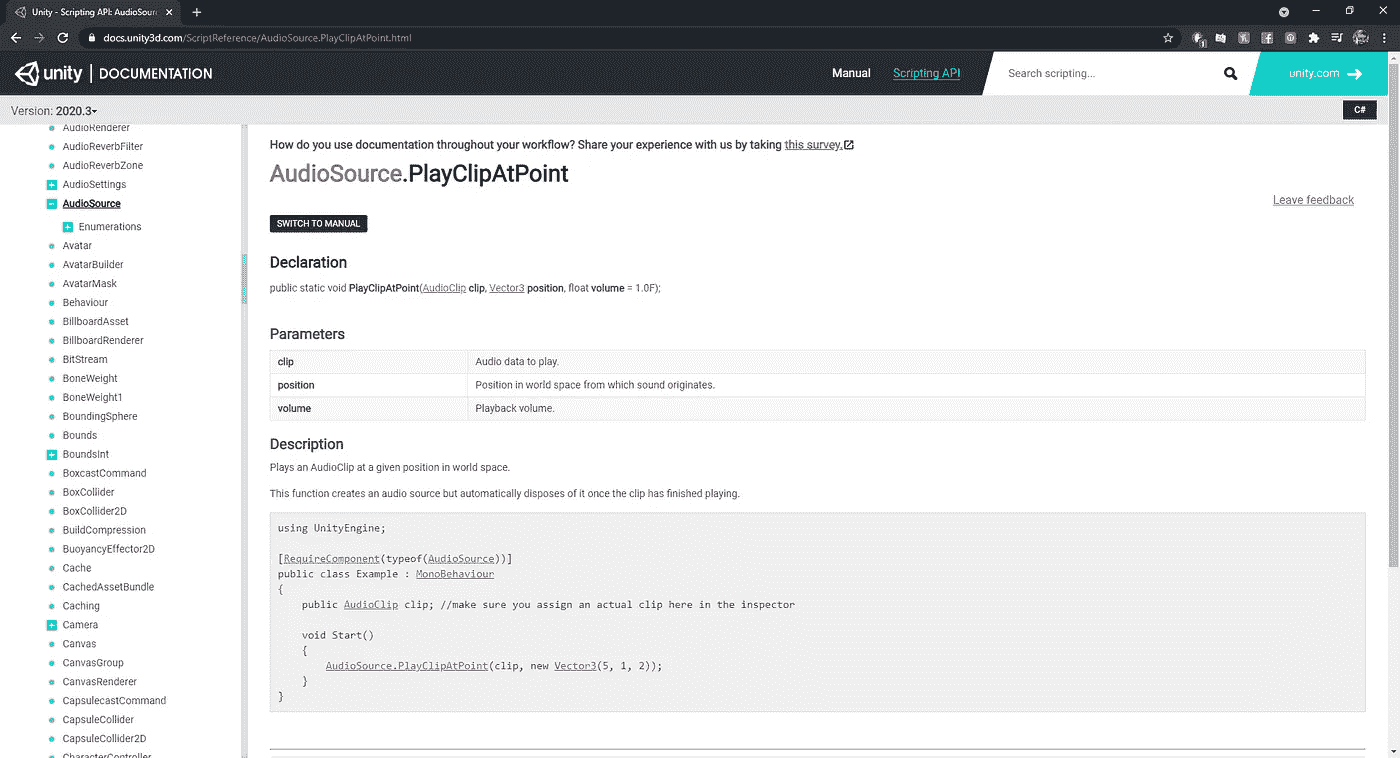 Unity - Scripting API: AudioSourc
docs.unity3d.com/ScriptReference/AudioSource.PlayClipAtPoint.html
unity | DOCUMENTATION
Manual
Scripting API
Search scripting...
unity.com
Version: 2020.3
C#
AudioRenderer
AudioReverbFilter
AudioReverbZone
AudioSettings
AudioSource
Enumerations
Avatar
AvatarBuilder
AvatarMask
Behaviour
BillboardAsset
BillboardRenderer
BitStream
BoneWeight
BoneWeight1
BoundingSphere
Bounds
BoundsInt
BoxcastCommand
BoxCollider
BoxCollider2D
BuildCompression
BuoyancyEffector2D
Cache
CachedAssetBundle
Caching
Camera
Canvas
CanvasGroup
CanvasRenderer
CapsulecastCommand
CapsuleCollider
CapsuleCollider2D
CharacterController
How do you use documentation throughout your workflow? Share your experience with us by taking this survey.
AudioSource.PlayClipAtPoint
Leave feedback
SWITCH TO MANUAL
Declaration
public static void PlayClipAtPoint(AudioClip clip, Vector3 position, float volume = 1.0F);
Parameters
clip Audio data to play.
position Position in world space from which sound originates.
volume Playback volume.
Description
Plays an AudioClip at a given position in world space.
This function creates an audio source but automatically disposes of it once the clip has finished playing.
using UnityEngine;
[RequireComponent(typeof(AudioSource))]
public class Example : MonoBehaviour
{
public AudioClip clip; //make sure you assign an actual clip here in the inspector
void Start()
{
AudioSource.PlayClipAtPoint(clip, new Vector3(5, 1, 2));
}
}